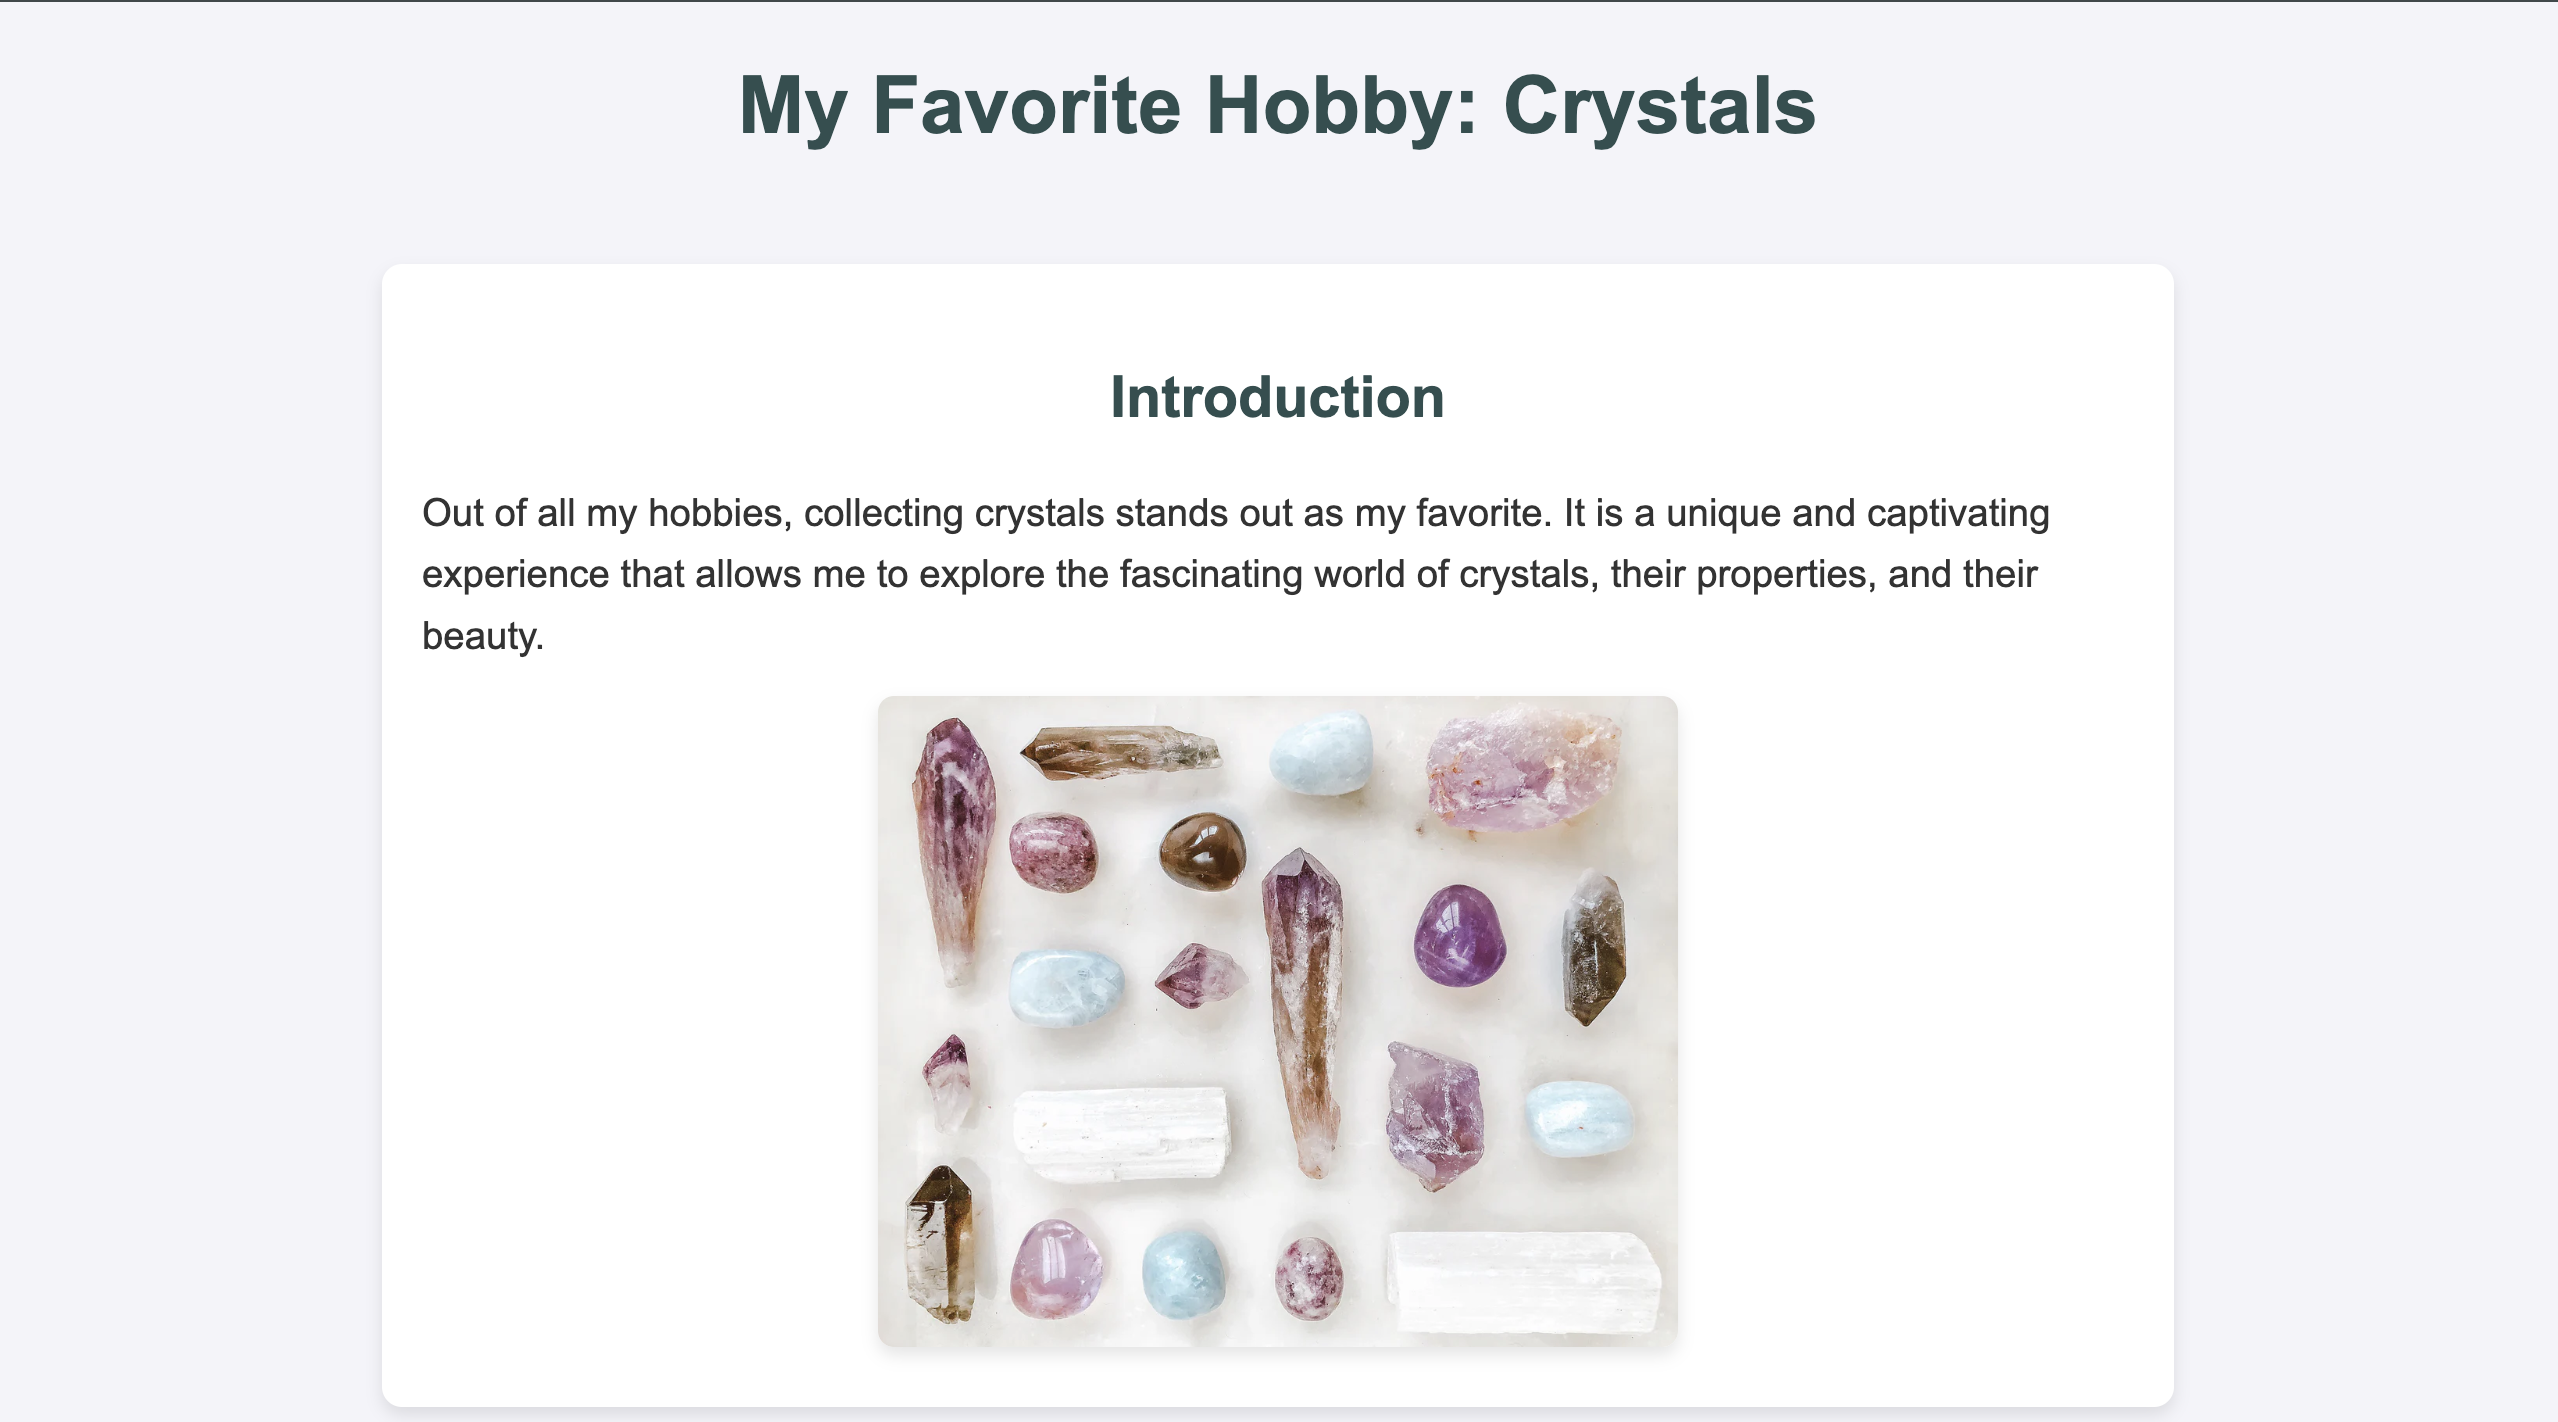 My Favorite Hobby: Crystals
Introduction
Out of all my hobbies, collecting crystals stands out as my favorite. It is a unique and captivating
experience that allows me to explore the fascinating world of crystals, their properties, and their
beauty.